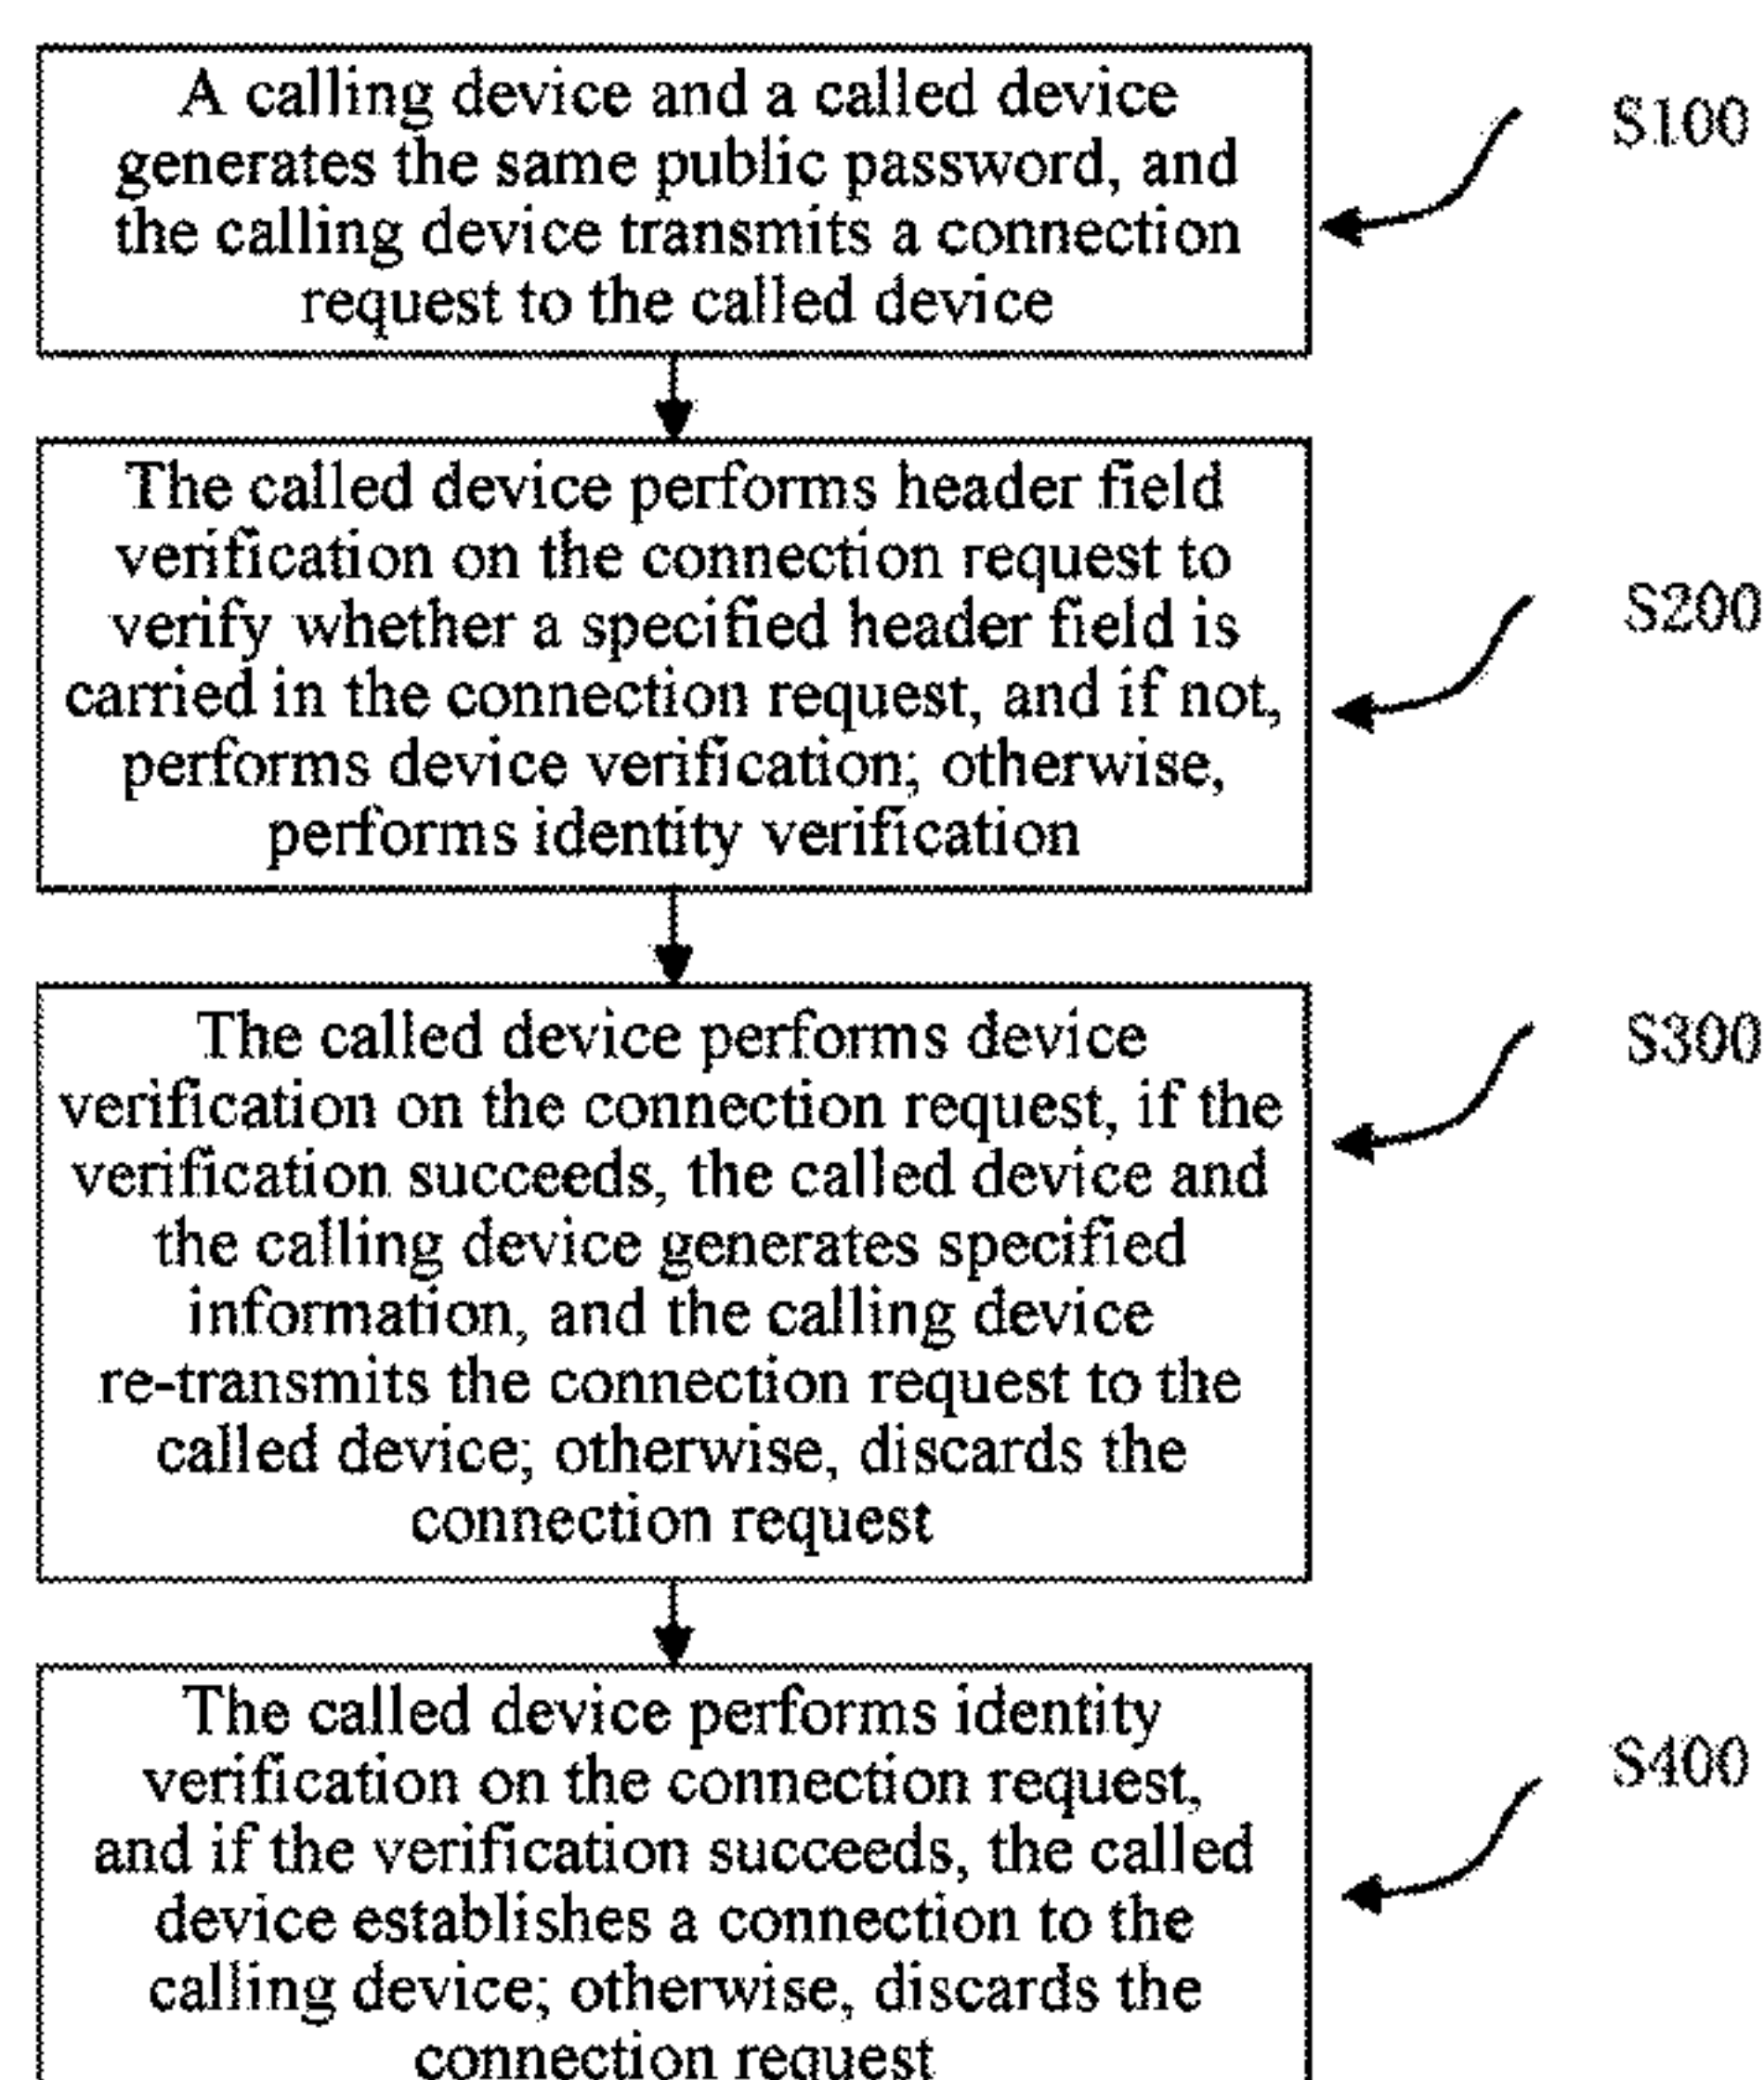 A calling device and a called device
generates the same public password, and
the calling device transmits a connection
request to the called device
S100
The called device performs header field
verification on the connection request to
verify whether a specified header field is
carried in the connection request, and if not,
performs device verification; otherwise,
performs identity verification
S200
The called device performs device
verification on the connection request, if the
verification succeeds, the called device and
the calling device generates specified
information, and the calling device
re-transmits the connection request to the
called device; otherwise, discards the
connection request
S300
The called device performs identity
verification on the connection request,
and if the verification succeeds, the called
device establishes a connection to the
calling device; otherwise, discards the
connection request
S400